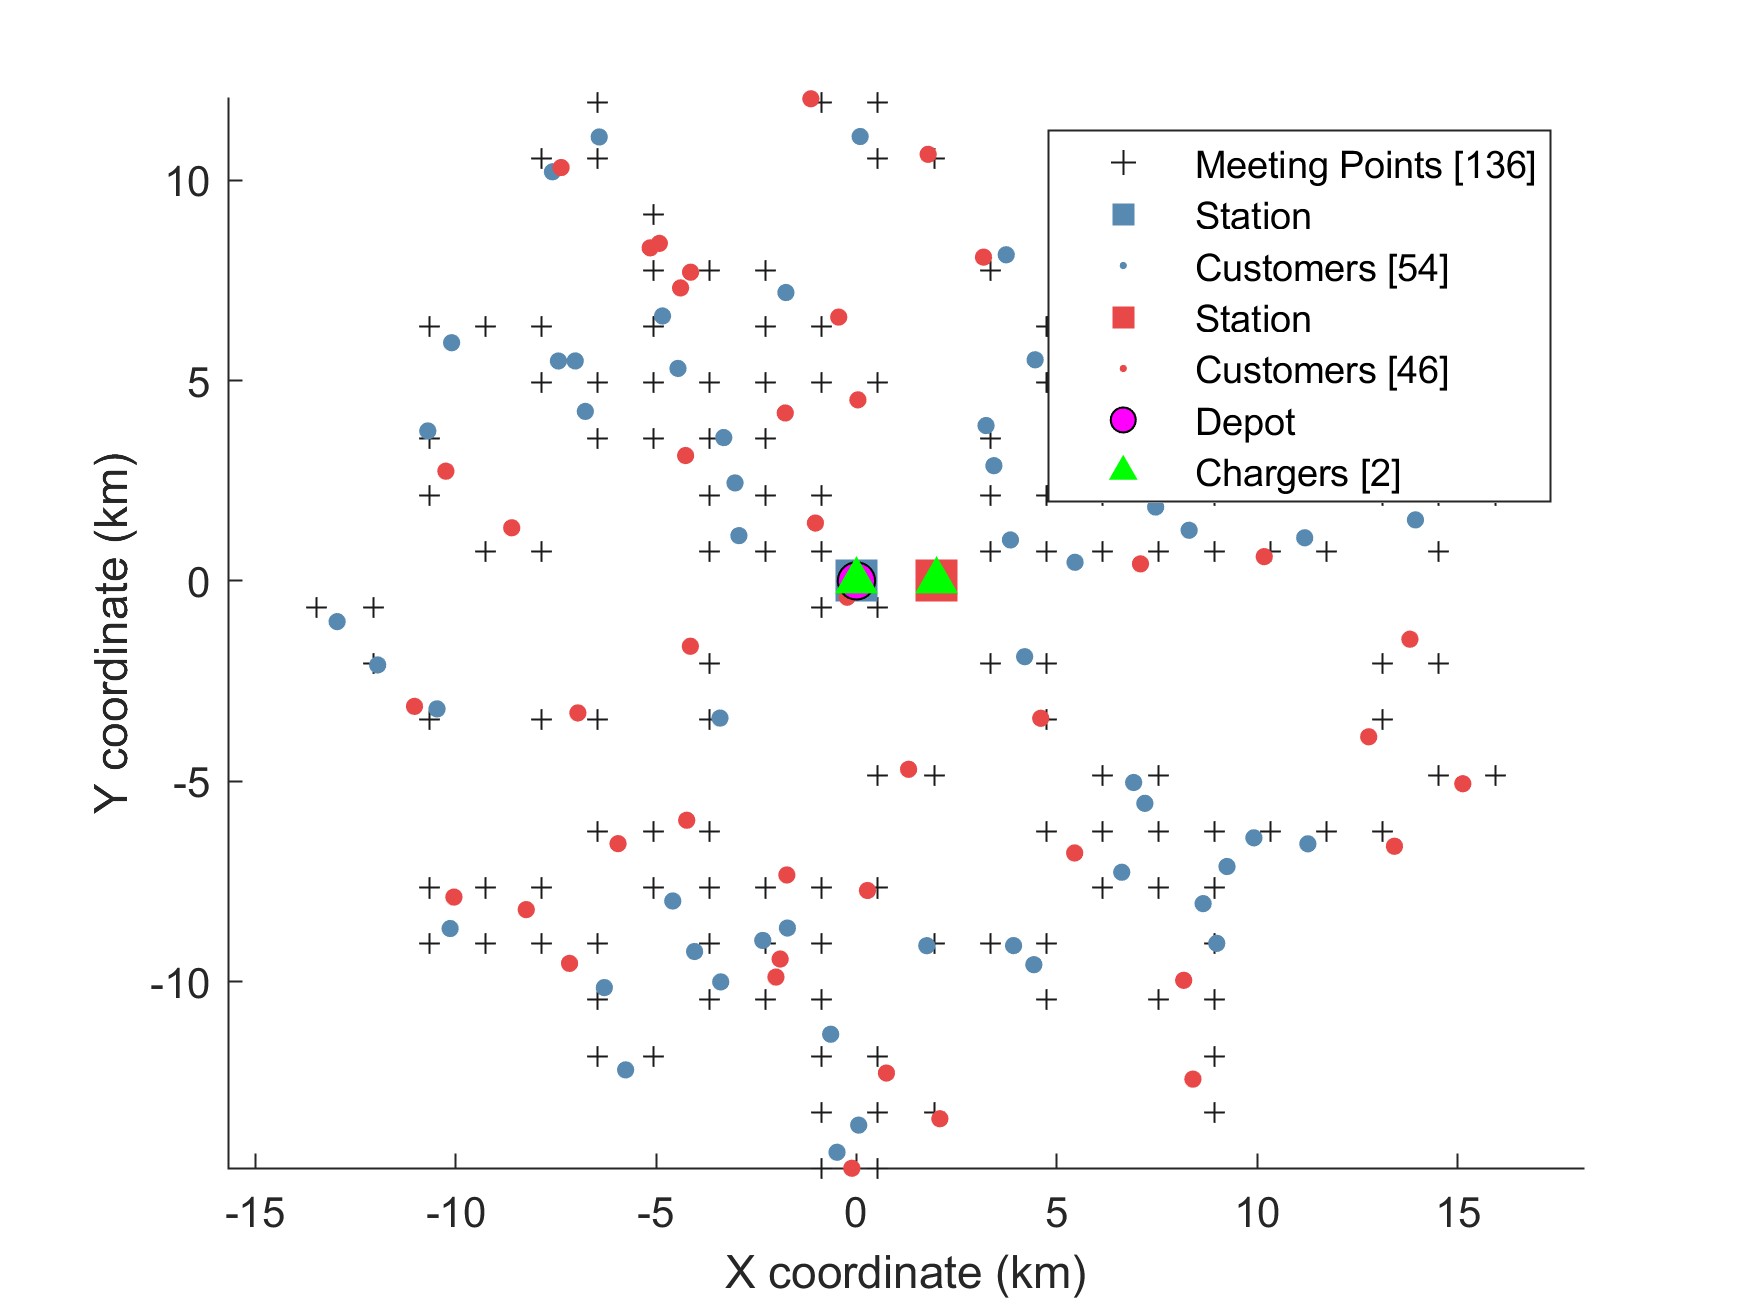 10
5
0
-5
-10
Y coordinate (km)
Meeting Points [136]
Station
Customers [54]
Station
Customers [46]
Depot
Chargers [2]
-15
-10
-5
0
5
10
15
X coordinate (km)